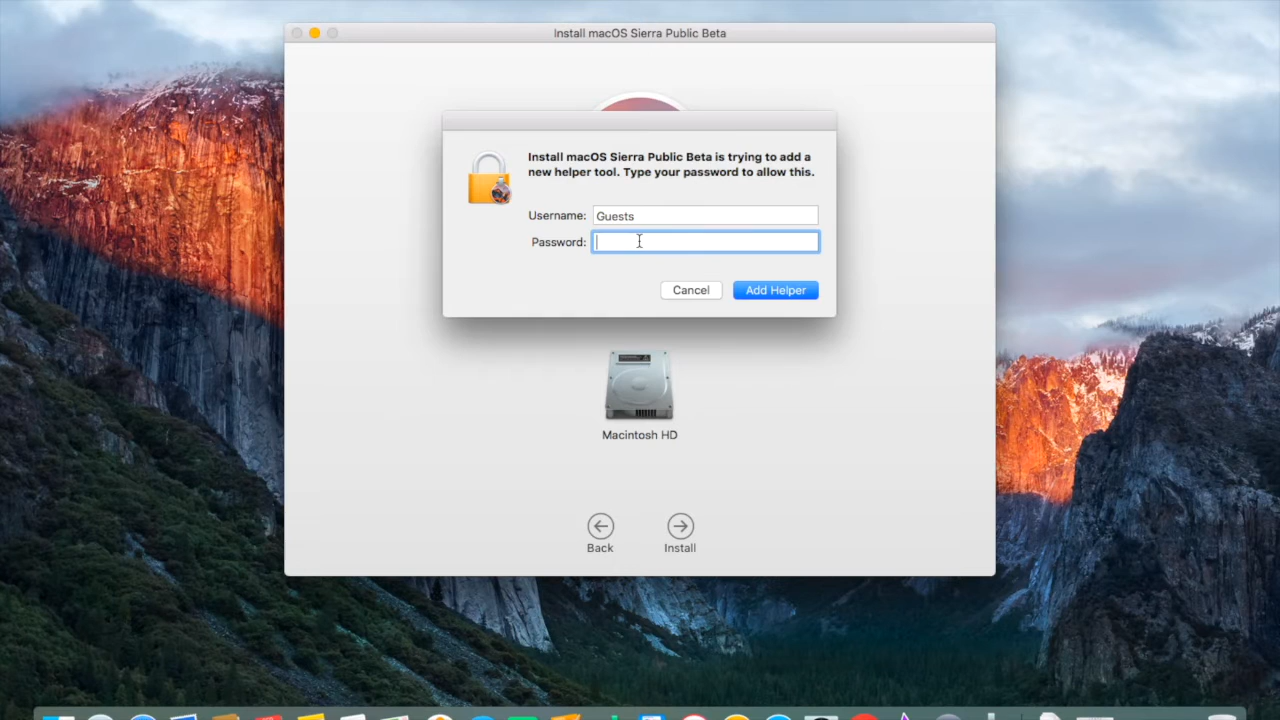 Install macOS Sierra Public Beta
Install macOS Sierra Public Beta is trying to add a
new helper tool. Type your password to allow this.
Username: Guests
Password:
Cancel Add Helper
Macintosh HD
Back Install